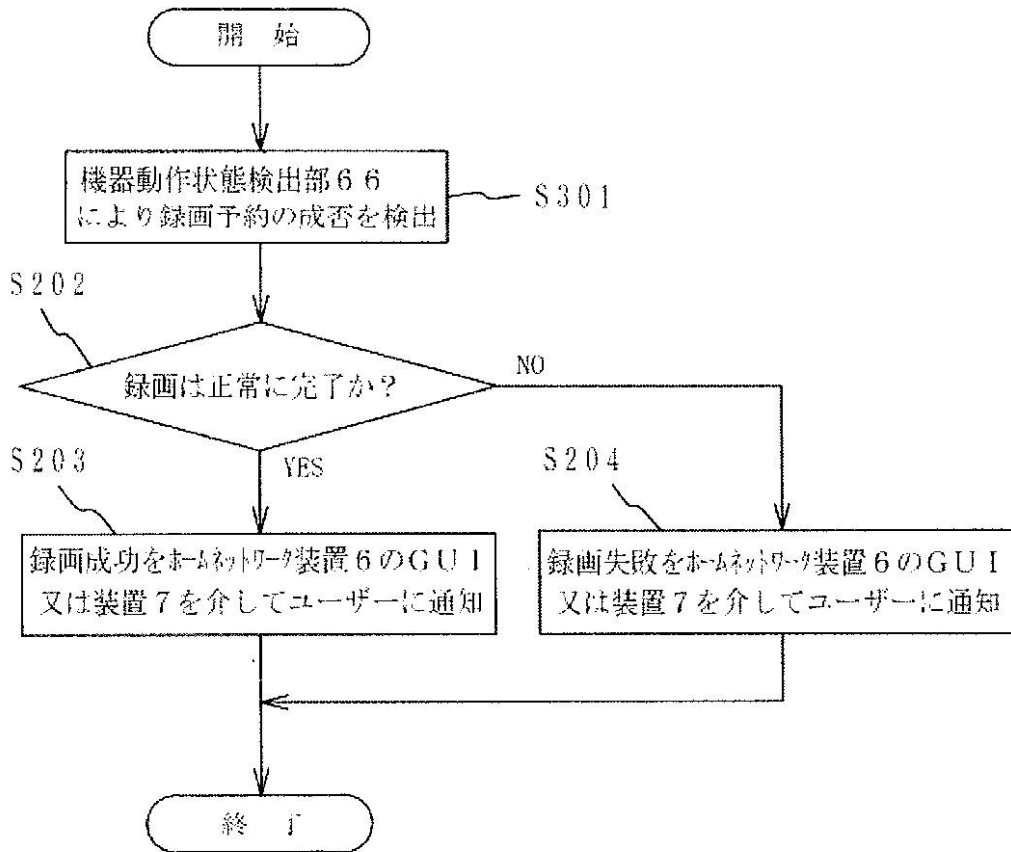 開 始
機器動作状態検出部66
により録画予約の成否を検出
S301
S202
録画は正常に完了か?
NO
YES
S203
録画成功をホームネットワーク装置6のGUI
又は装置7を介してユーザーに通知
S204
録画失敗をホームネットワーク装置6のGUI
又は装置7を介してユーザーに通知
終 了